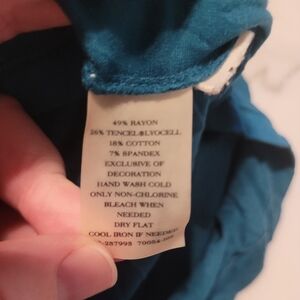 49% RAYON
26% TENCEL®LYOCELL
18% COTTON
7% SPANDEX
EXCLUSIVE OF
DECORATION
HAND WASH COLD
ONLY NON-CHLORINE
BLEACH WHEN
NEEDED
DRY FLAT
COOL IRON IF NEEDED